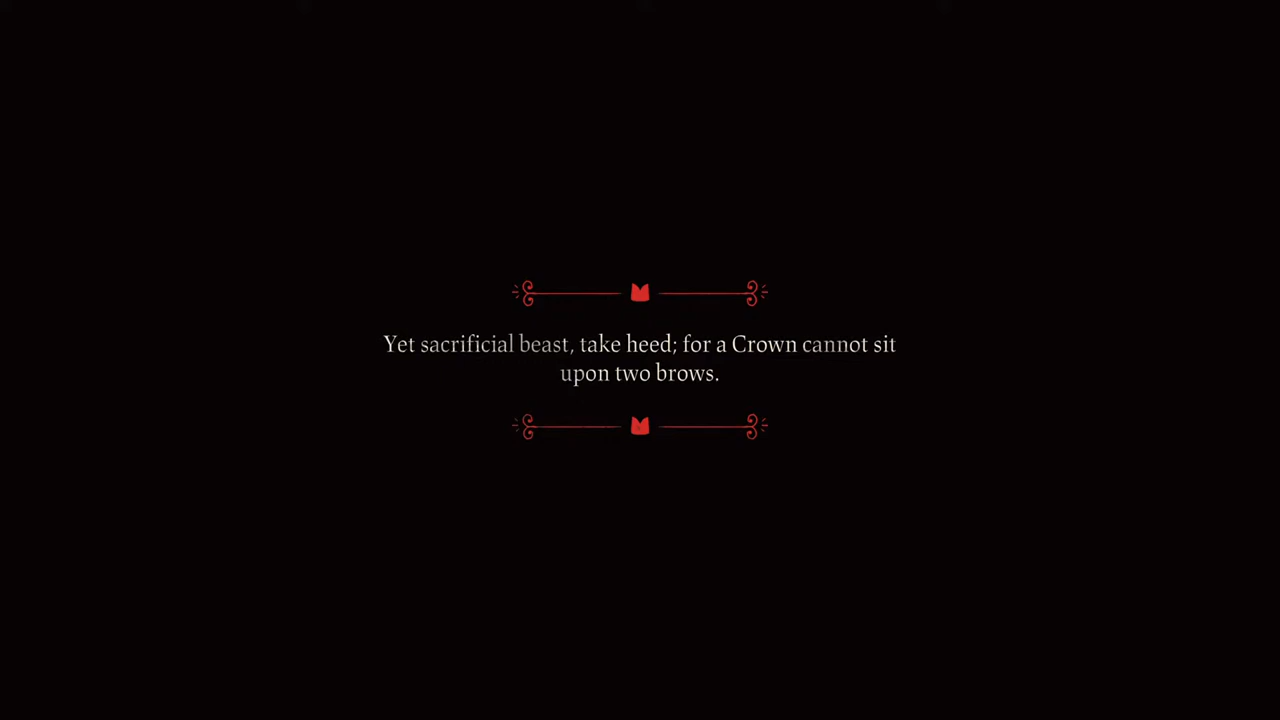 Yet sacrificial beast, take heed; for a Crown cannot sit
upon two brows.